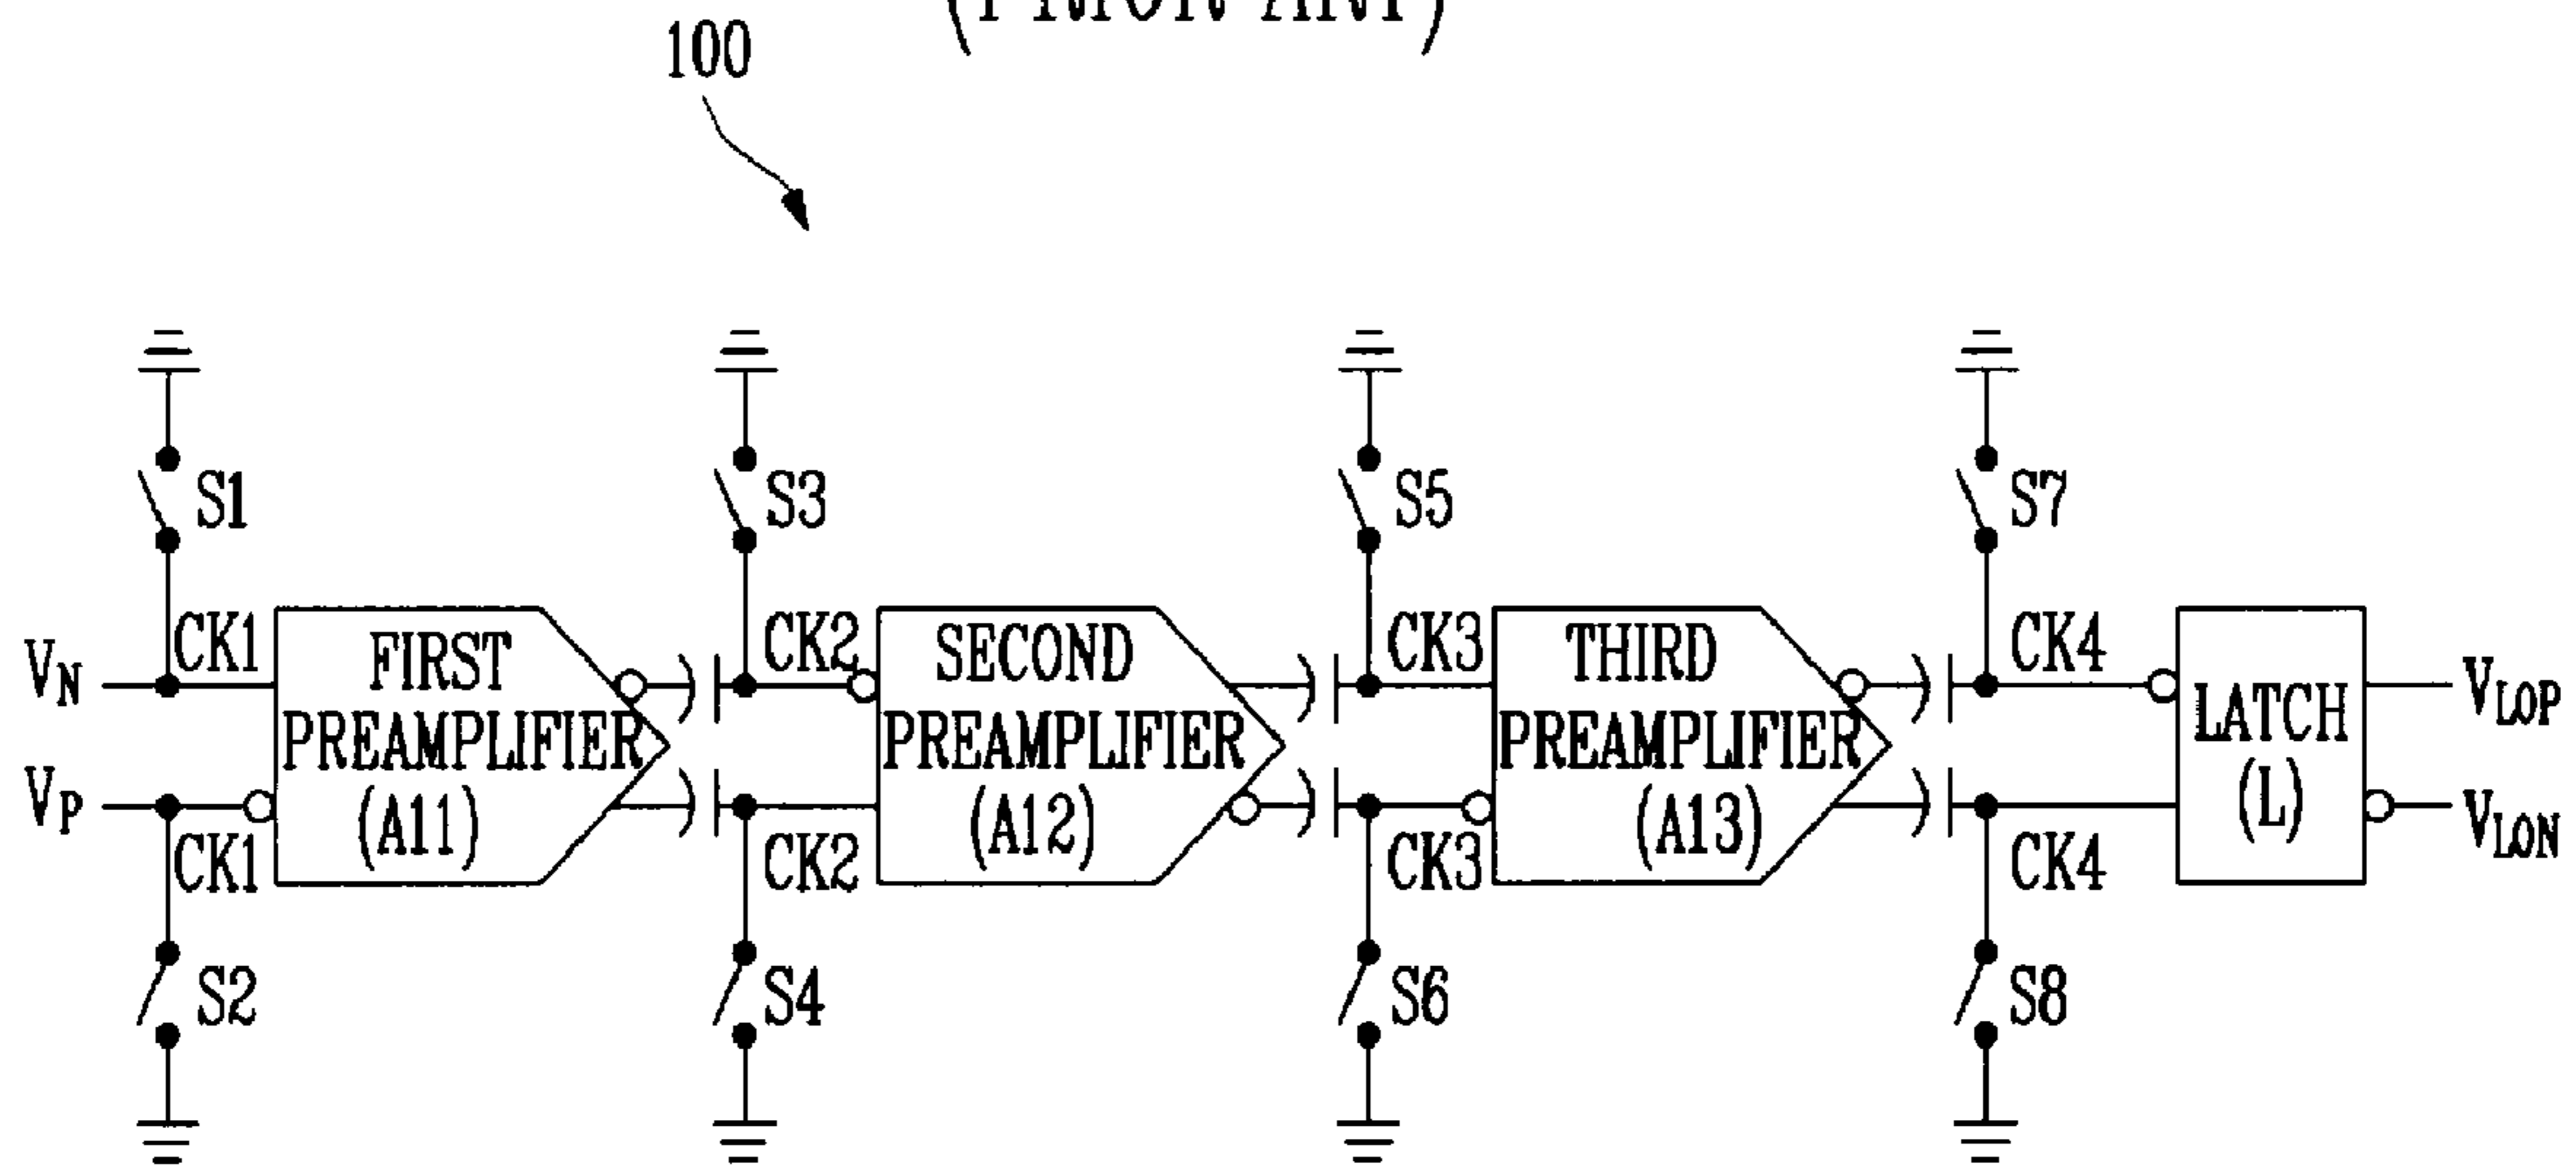 100
S1
S3
S5
S7
VN
CK1
FIRST
PREAMPLIFIER
(A11)
CK2
SECOND
PREAMPLIFIER
(A12)
CK3
THIRD
PREAMPLIFIER
(A13)
CK4
LATCH
(L)
VLOP
VP
CK1
CK2
CK3
CK4
VLON
S2
S4
S6
S8